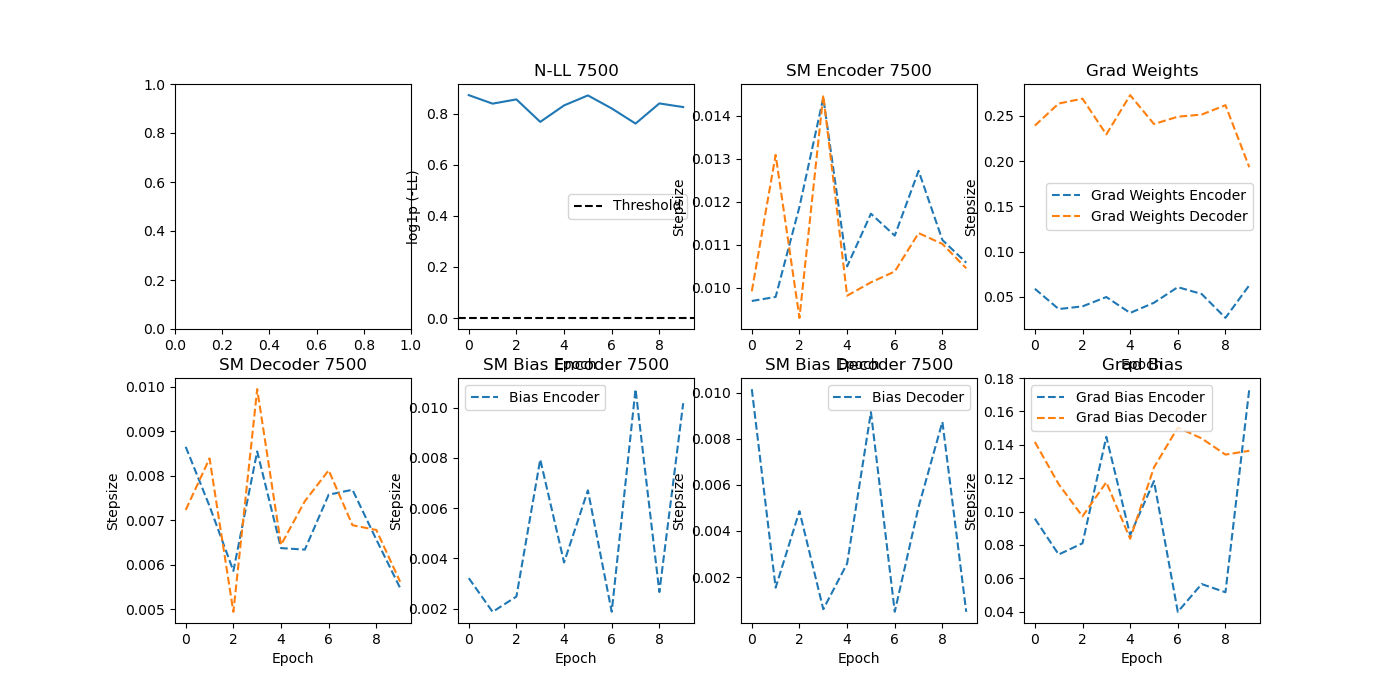 N-LL 7500
SM Encoder 7500
Grad Weights
1.0
0.8
0.6
0.4
0.2
0.0
0.0 0.2 0.4 0.6 0.8 1.0
log1p (-LL)
0.8
0.6
0.4
0.2
0.0
Threshold
0 2 4 6 8
Epoch
Stepsize
0.014
0.013
0.012
0.011
0.010
0 2 4 6 8
Epoch
Stepsize
0.25
0.20
0.15
0.10
0.05
Grad Weights Encoder
Grad Weights Decoder
0 2 4 6 8
Epoch
SM Decoder 7500
SM Bias Encoder 7500
SM Bias Decoder 7500
Grad Bias
Stepsize
0.010
0.009
0.008
0.007
0.006
0.005
0 2 4 6 8
Epoch
Stepsize
0.010
0.008
0.006
0.004
0.002
Bias Encoder
0 2 4 6 8
Epoch
Stepsize
0.010
0.008
0.006
0.004
0.002
Bias Decoder
0 2 4 6 8
Epoch
Stepsize
0.18
0.16
0.14
0.12
0.10
0.08
0.06
0.04
Grad Bias Encoder
Grad Bias Decoder
0 2 4 6 8
Epoch